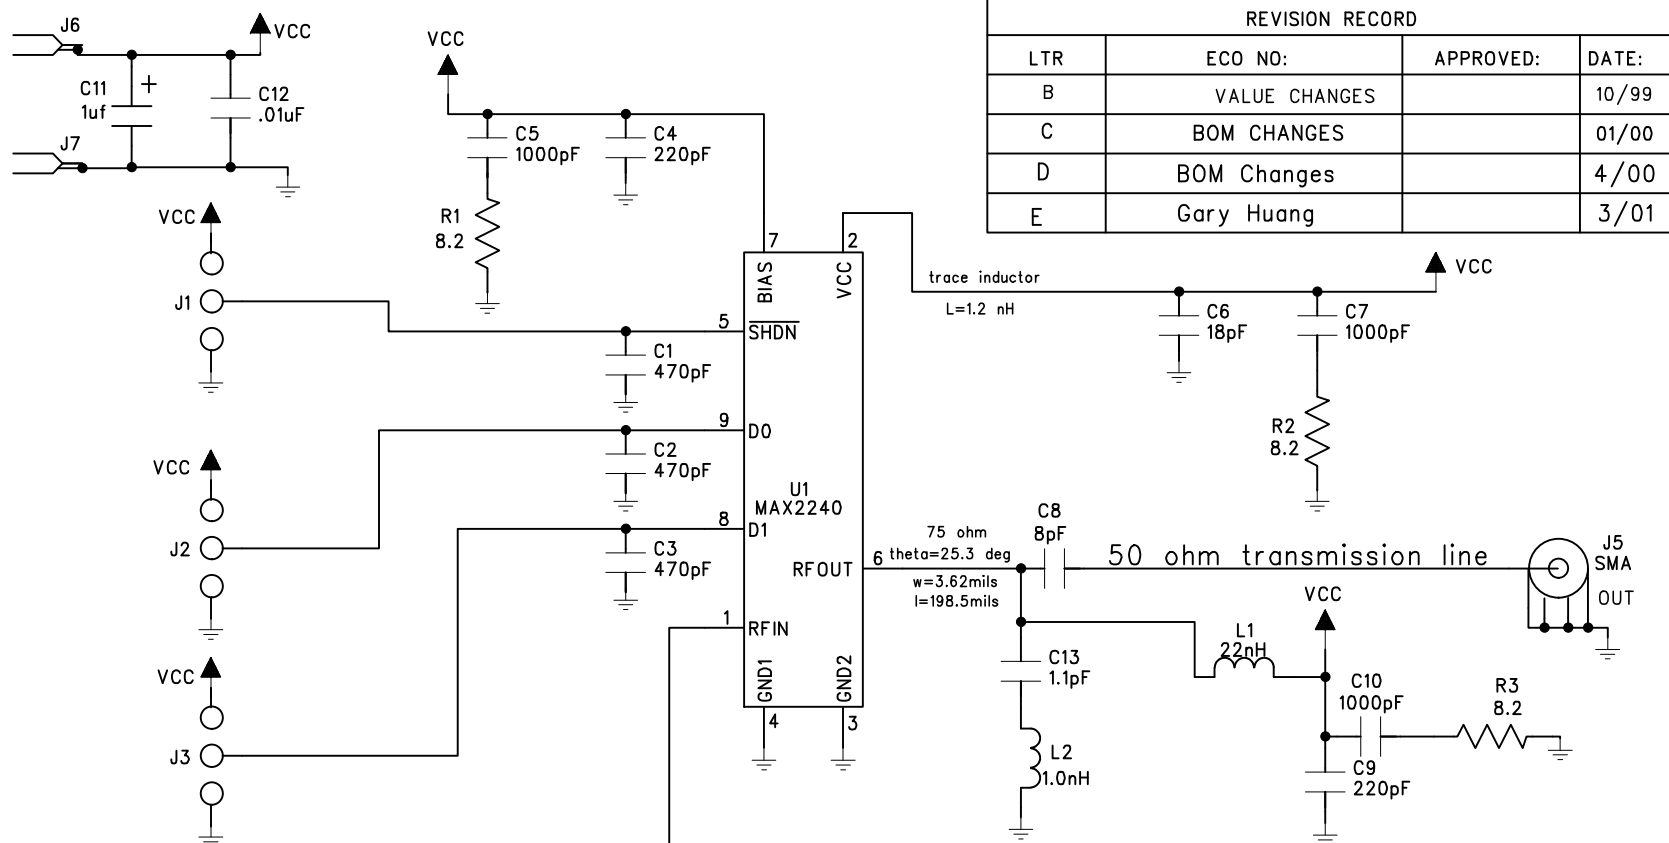 J6
VCC
C11
1uf
+
C12
.01uF
J7
VCC
C5
1000pF
C4
220pF
R1
8.2
REVISION RECORD
LTR ECO NO: APPROVED: DATE:
B VALUE CHANGES 10/99
C BOM CHANGES 01/00
D BOM Changes 4/00
E Gary Huang 3/01
VCC
J1
7
2
BIAS
VCC
trace inductor
L=1.2 nH
VCC
C6
18pF
C7
1000pF
R2
8.2
5
SHDN
C1
470pF
9
D0
C2
470pF
VCC
J2
U1
MAX2240
8
D1
C3
470pF
RFOUT
6
75 ohm
theta=25.3 deg
w=3.62mils
l=198.5mils
C8
8pF
50 ohm transmission line
J5
SMA
OUT
1
RFIN
VCC
J3
GND1
GND2
4
3
C13
1.1pF
L2
1.0nH
L1
22nH
VCC
C10
1000pF
R3
8.2
C9
220pF